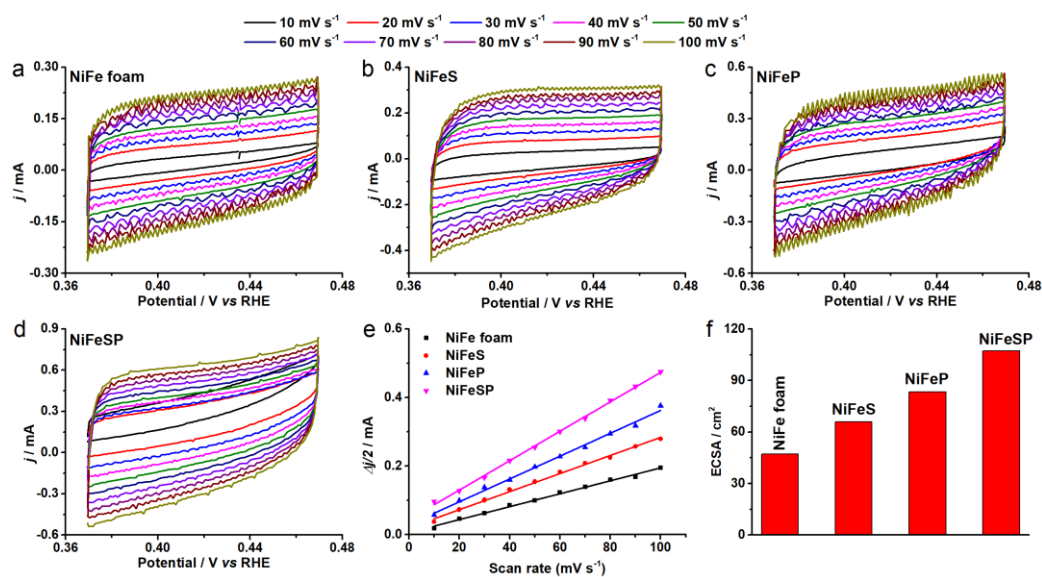 10 mV s⁻¹ 20 mV s⁻¹ 30 mV s⁻¹ 40 mV s⁻¹ 50 mV s⁻¹
60 mV s⁻¹ 70 mV s⁻¹ 80 mV s⁻¹ 90 mV s⁻¹ 100 mV s⁻¹
a
NiFe foam
0.30
0.15
0.00
-0.15
-0.30
j / mA
0.36 0.40 0.44 0.48
Potential / V vs RHE
b
NiFeS
0.4
0.2
0.0
-0.2
-0.4
j / mA
0.36 0.40 0.44 0.48
Potential / V vs RHE
c
NiFeP
0.6
0.3
0.0
-0.3
-0.6
j / mA
0.36 0.40 0.44 0.48
Potential / V vs RHE
d
NiFeSP
0.9
0.6
0.3
0.0
-0.3
-0.6
j / mA
0.36 0.40 0.44 0.48
Potential / V vs RHE
e
NiFe foam
NiFeS
NiFeP
NiFeSP
0.6
0.4
0.2
0.0
Δj/2 / mA
0 20 40 60 80 100
Scan rate (mV s⁻¹)
f
120
90
60
30
0
ECSA / cm²
NiFe foam
NiFeS
NiFeP
NiFeSP